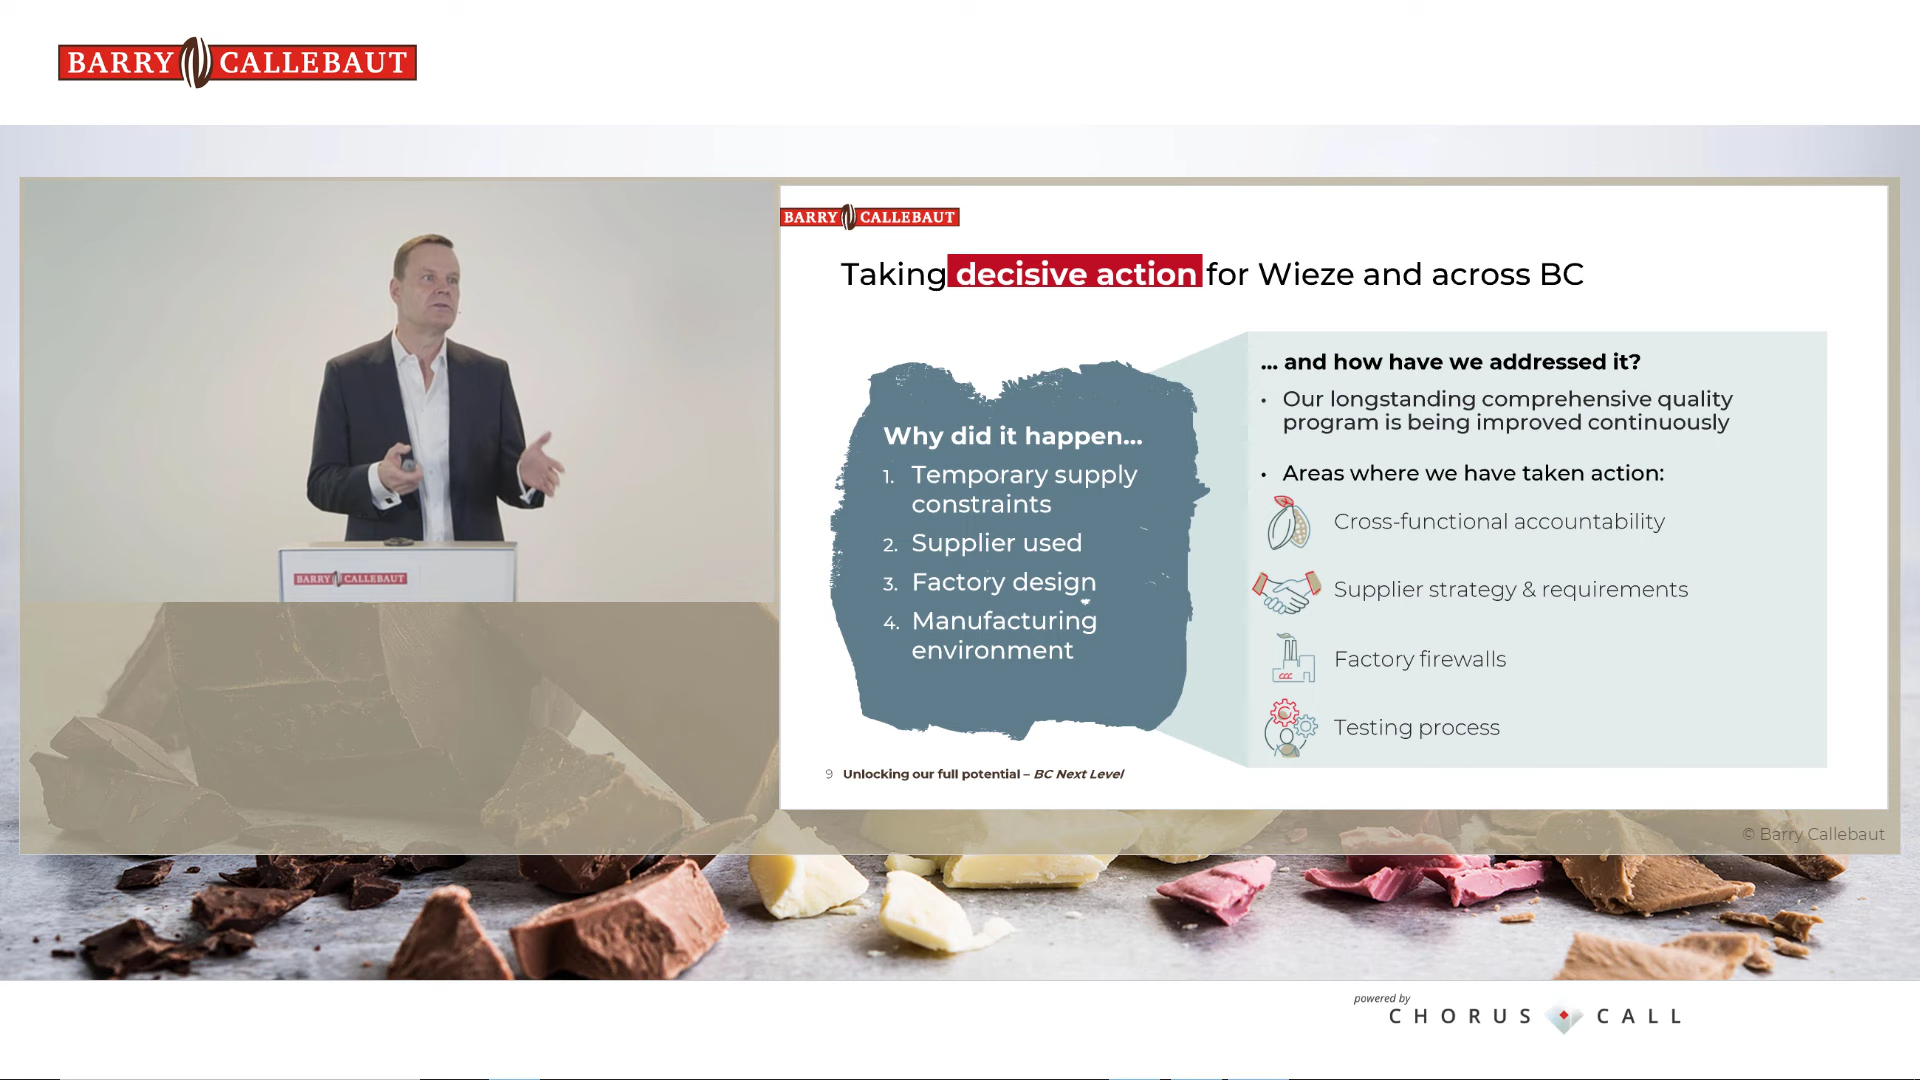 BARRY CALLEBAUT
BARRY CALLEBAUT
Taking decisive action for Wieze and across BC
Why did it happen...
1. Temporary supply
constraints
2. Supplier used
3. Factory design
4. Manufacturing
environment
... and how have we addressed it?
• Our longstanding comprehensive quality
program is being improved continuously
• Areas where we have taken action:
Cross-functional accountability
Supplier strategy & requirements
Factory firewalls
Testing process
BARRY CALLEBAUT
9 Unlocking our full potential – BC Next Level
© Barry Callebaut
powered by
CHORUS CALL